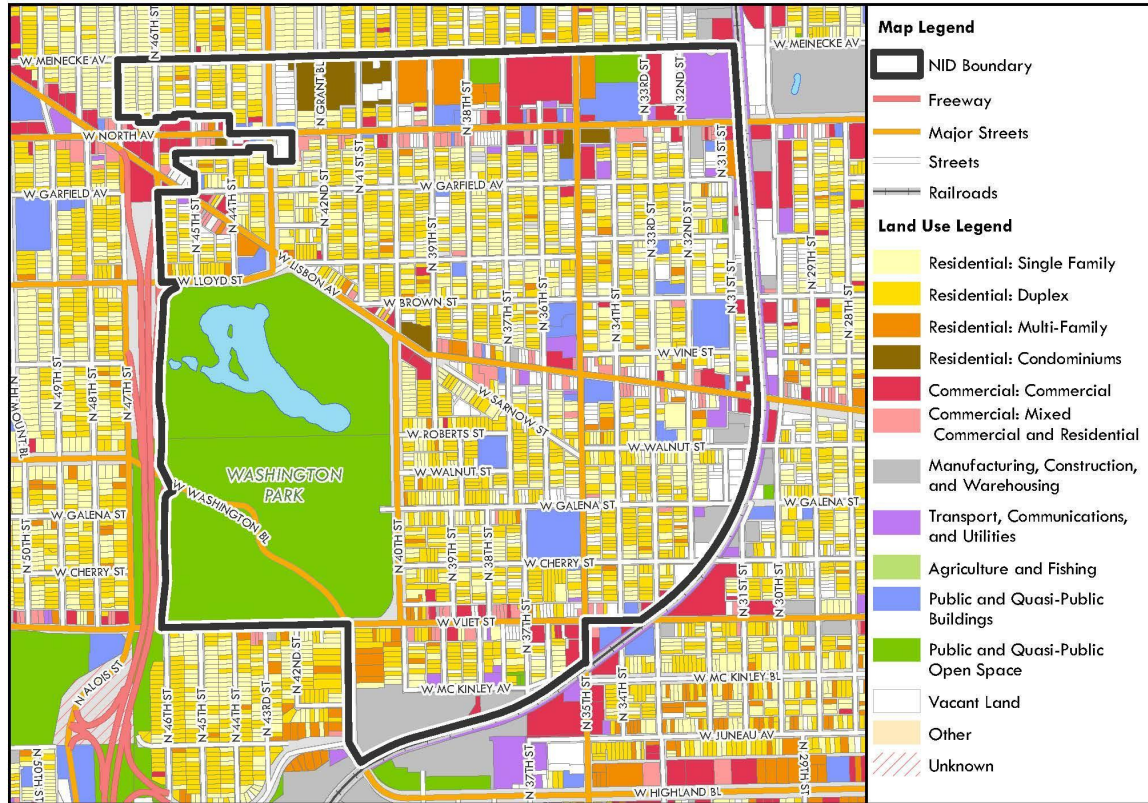 N 46TH ST
W MEINECKE AV
W MEINECKE AV
N GRANT BL
N 38TH ST
N 33RD ST
N 32ND ST
W NORTH AV
N 31ST ST
N 41ST ST
W GARFIELD AV
W GARFIELD AV
N 44TH ST
N 45TH ST
N 42ND ST
N 39TH ST
N 33RD ST
N 32ND ST
N 29TH ST
W LISBON AV
W LLOYD ST
W BROWN ST
N 37TH ST
N 36TH ST
N 34TH ST
N 31ST ST
N 28TH ST
W VINE ST
N HI MOUNT BL
N 49TH ST
N 48TH ST
N 47TH ST
W SARNOW ST
W ROBERTS ST
W WALNUT ST
W WALNUT ST
WASHINGTON
PARK
W WASHINGTON BL
W GALENA ST
W GALENA ST
W GALENA ST
N 50TH ST
N 40TH ST
N 39TH ST
N 38TH ST
W CHERRY ST
W CHERRY ST
N 31ST ST
N 30TH ST
W VLIET ST
N 37TH ST
N ALOIS ST
N 42ND ST
W MC KINLEY AV
W MC KINLEY BL
N 46TH ST
N 45TH ST
N 44TH ST
N 43RD ST
N 35TH ST
N 34TH ST
W JUNEAU AV
N 50TH ST
N 37TH ST
N 29TH ST
W HIGHLAND BL
Map Legend
NID Boundary
Freeway
Major Streets
Streets
Railroads
Land Use Legend
Residential: Single Family
Residential: Duplex
Residential: Multi-Family
Residential: Condominiums
Commercial: Commercial
Commercial: Mixed
Commercial and Residential
Manufacturing, Construction,
and Warehousing
Transport, Communications,
and Utilities
Agriculture and Fishing
Public and Quasi-Public
Buildings
Public and Quasi-Public
Open Space
Vacant Land
Other
Unknown